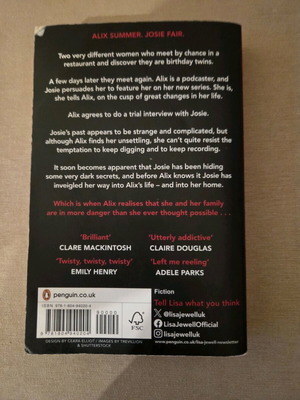 ALIX SUMMER. JOSIE FAIR.
Two very different women who meet by chance in a
restaurant and discover they are birthday twins.
A few days later they meet again. Alix is a podcaster, and
Josie persuades her to feature her on her new series. She is,
she tells Alix, on the cusp of great changes in her life.
Alix agrees to do a trial interview with Josie.
Josie's past appears to be strange and complicated, but
although Alix finds her unsettling, she can't quite resist the
temptation to keep digging and to keep recording.
It soon becomes apparent that Josie has been hiding
some very dark secrets, and before Alix knows it Josie has
inveigled her way into Alix's life – and into her home.
Which is when Alix realises that she and her family
are in more danger than she ever thought possible . . .
'Brilliant' 'Utterly addictive'
CLARE MACKINTOSH CLAIRE DOUGLAS
'Twisty, twisty, twisty' 'Left me reeling'
EMILY HENRY ADELE PARKS
penguin.co.uk
Fiction
Tell Lisa what you think
@lisajewelluk
LisaJewellOfficial
@lisajewelluk
www.penguin.co.uk/lisa-jewell-newsletter
90000
FSC
DESIGN BY CEARA ELLIOT / IMAGES BY TREVILLION
& SHUTTERSTOCK